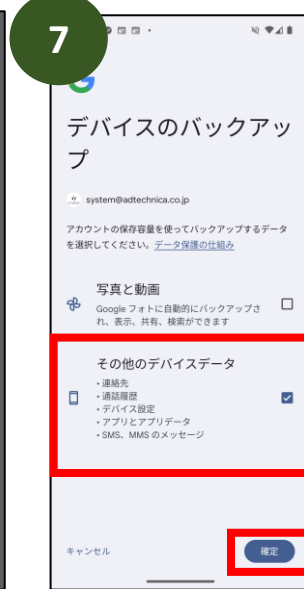 7
デバイスのバックアッ
プ
system@adtechnica.co.jp
アカウントの保存容量を使ってバックアップするデータ
を選択してください。データ保護の仕組み
写真と動画
Google フォトに自動的にバックアップさ
れ、表示、共有、検索ができます
その他のデバイスデータ
・連絡先
・通話履歴
・デバイス設定
・アプリとアプリデータ
・SMS、MMS のメッセージ
キャンセル
確定